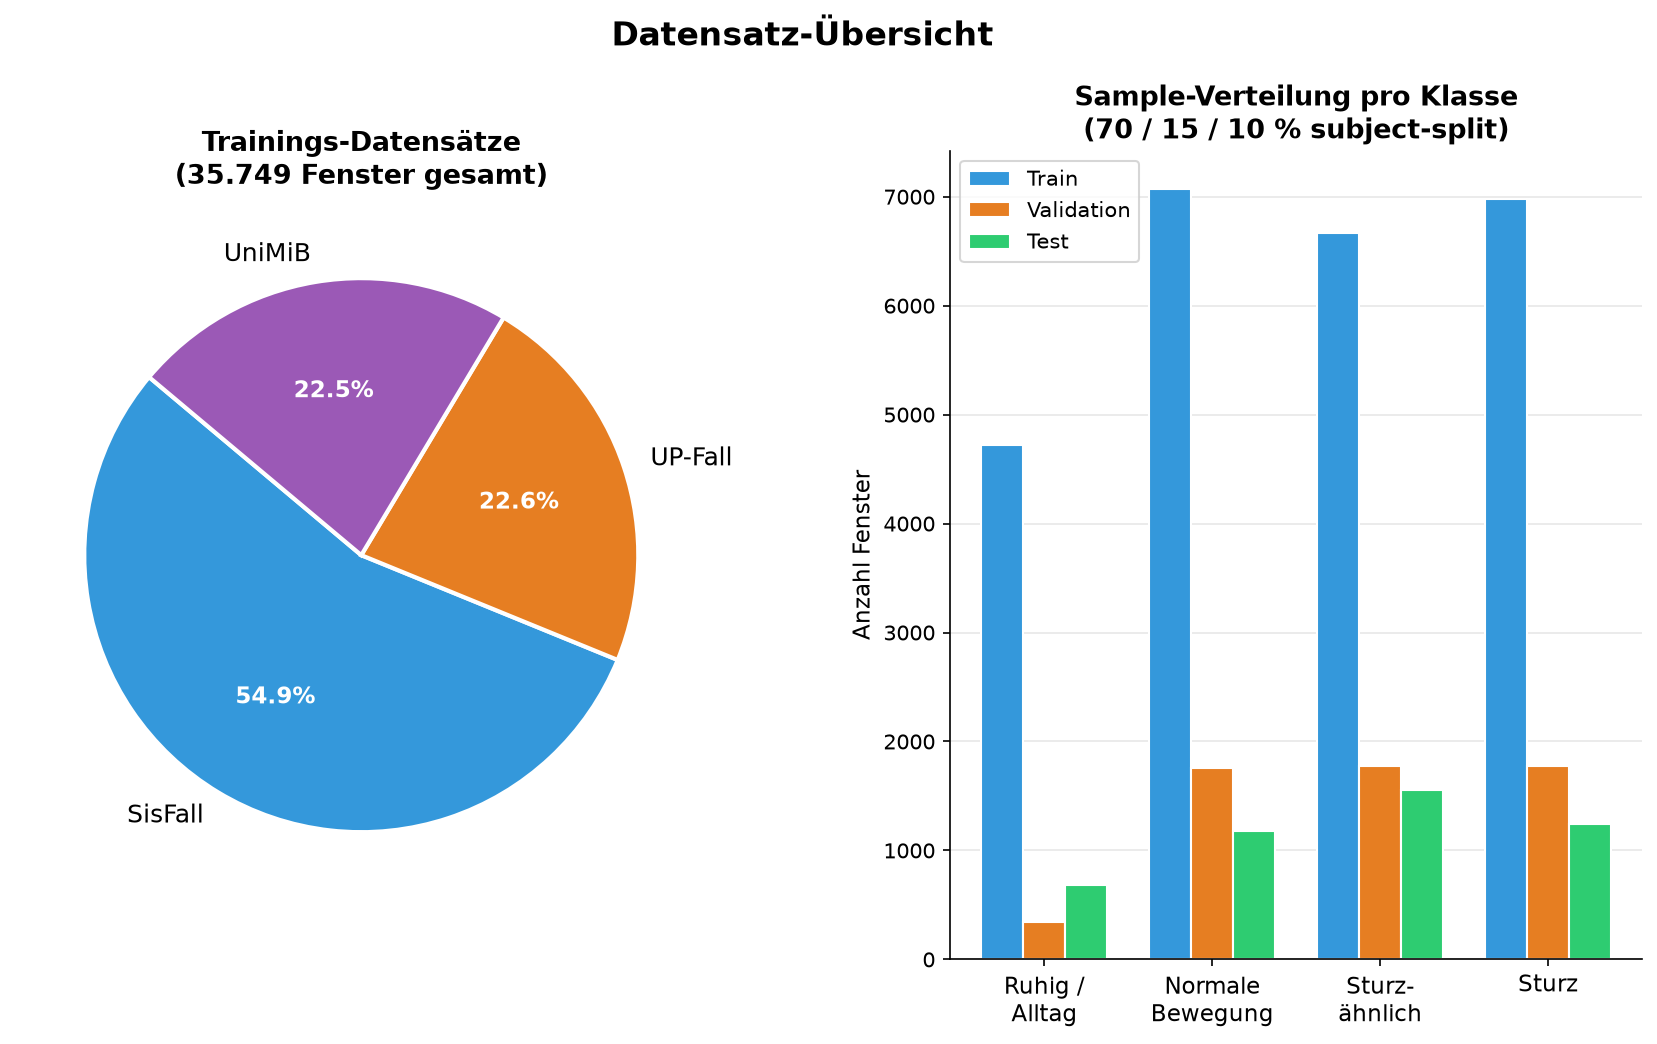 Datensatz-Übersicht
Trainings-Datensätze
(35.749 Fenster gesamt)
UniMiB
22.5%
UP-Fall
22.6%
54.9%
SisFall
Sample-Verteilung pro Klasse
(70 / 15 / 10 % subject-split)
Train
Validation
Test
Anzahl Fenster
7000
6000
5000
4000
3000
2000
1000
0
Ruhig /
Alltag
Normale
Bewegung
Sturz-
ähnlich
Sturz